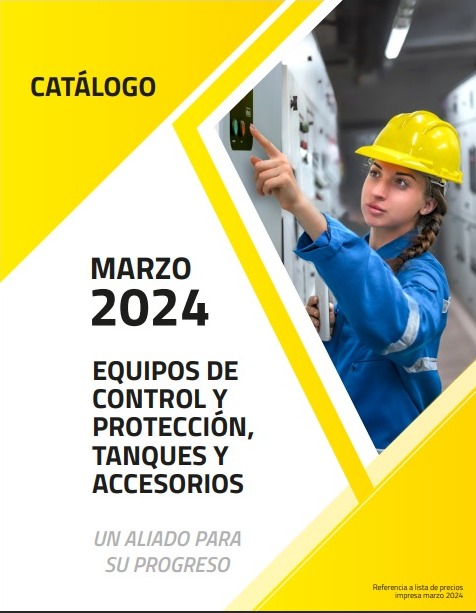 CATÁLOGO
MARZO
2024
EQUIPOS DE
CONTROL Y
PROTECCIÓN,
TANQUES Y
ACCESORIOS
UN ALIADO PARA
SU PROGRESO
Referencia a lista de precios
impresa marzo 2024